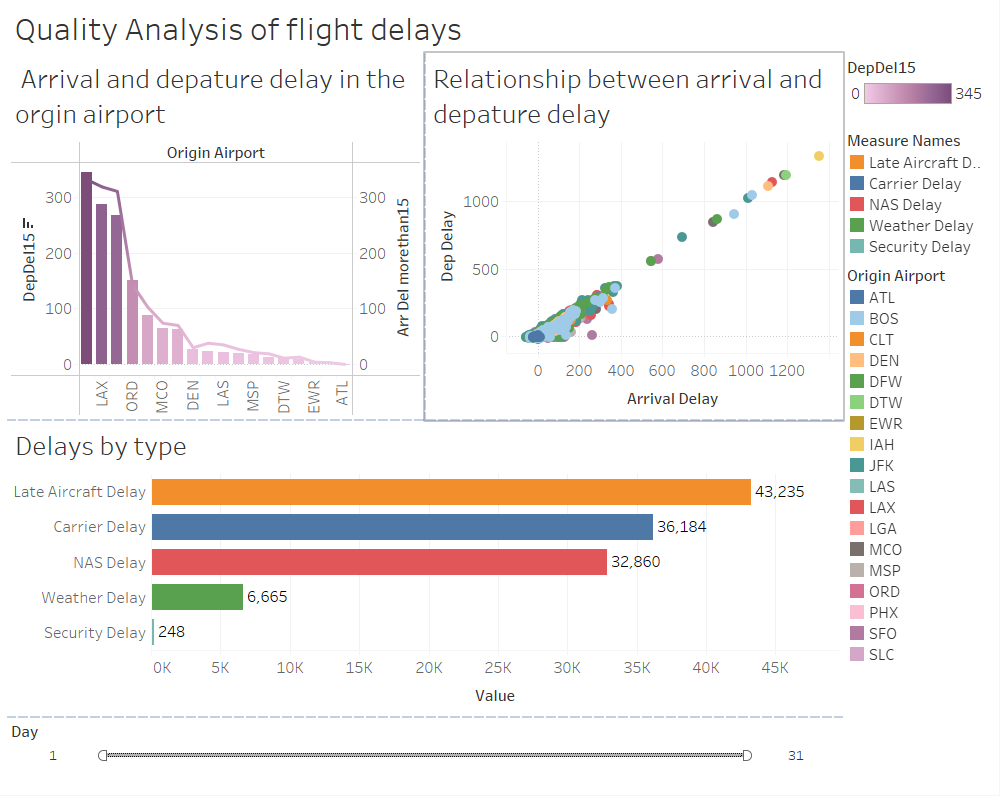 Quality Analysis of flight delays
Arrival and depature delay in the
orgin airport
Origin Airport
DepDel15
300
200
100
0
300
200
100
0
Arr Del morethan15
LAX
ORD
MCO
DEN
LAS
MSP
DTW
EWR
ATL
Relationship between arrival and
depature delay
Dep Delay
1000
500
0
0
200
400
600
800
1000
1200
Arrival Delay
DepDel15
0
345
Measure Names
Late Aircraft D..
Carrier Delay
NAS Delay
Weather Delay
Security Delay
Origin Airport
ATL
BOS
CLT
DEN
DFW
DTW
EWR
IAH
JFK
LAS
LAX
LGA
MCO
MSP
ORD
PHX
SFO
SLC
Delays by type
Late Aircraft Delay 43,235
Carrier Delay 36,184
NAS Delay 32,860
Weather Delay 6,665
Security Delay 248
0K 5K 10K 15K 20K 25K 30K 35K 40K 45K
Value
Day
1 31